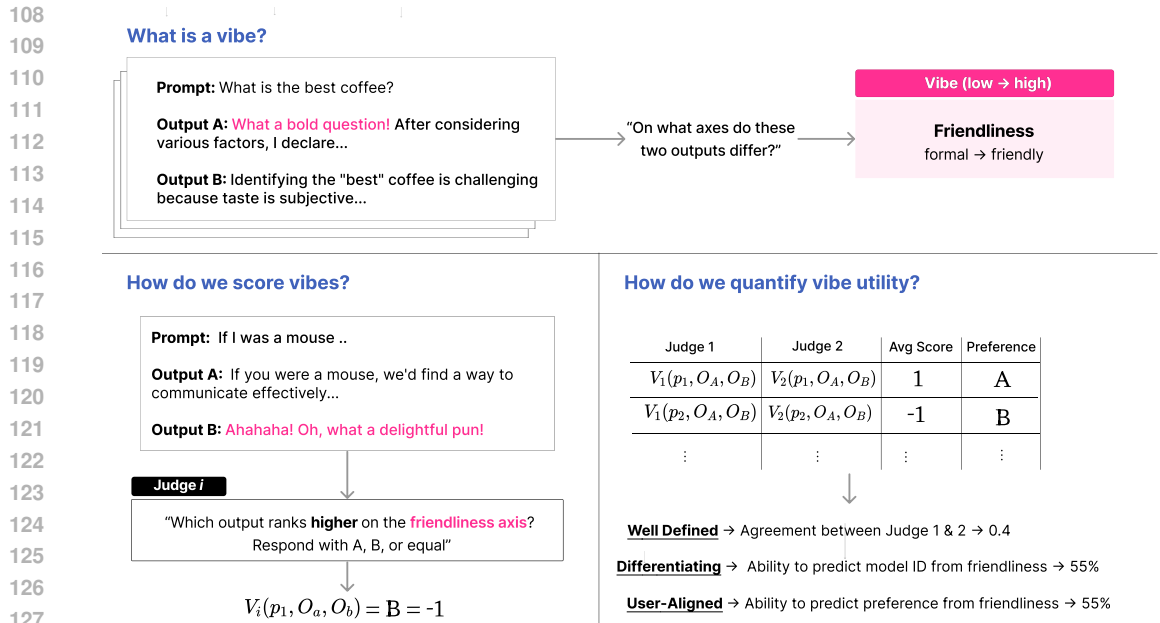 108
109
110
111
112
113
114
115
116
117
118
119
120
121
122
123
124
125
126
127
What is a vibe?
Prompt: What is the best coffee?
Output A: What a bold question! After considering
various factors, I declare...
Output B: Identifying the "best" coffee is challenging
because taste is subjective...
“On what axes do these
two outputs differ?”
Vibe (low → high)
Friendliness
formal → friendly
How do we score vibes?
Prompt: If I was a mouse ..
Output A: If you were a mouse, we'd find a way to
communicate effectively...
Output B: Ahahaha! Oh, what a delightful pun!
Judge i
“Which output ranks higher on the friendliness axis?
Respond with A, B, or equal”
V_i(p_1, O_a, O_b) = B = -1
How do we quantify vibe utility?
Judge 1 Judge 2 Avg Score Preference
V_1(p_1, O_A, O_B) V_2(p_1, O_A, O_B) 1 A
V_1(p_2, O_A, O_B) V_2(p_2, O_A, O_B) -1 B
⋮ ⋮ ⋮ ⋮
Well Defined → Agreement between Judge 1 & 2 → 0.4
Differentiating → Ability to predict model ID from friendliness → 55%
User-Aligned → Ability to predict preference from friendliness → 55%